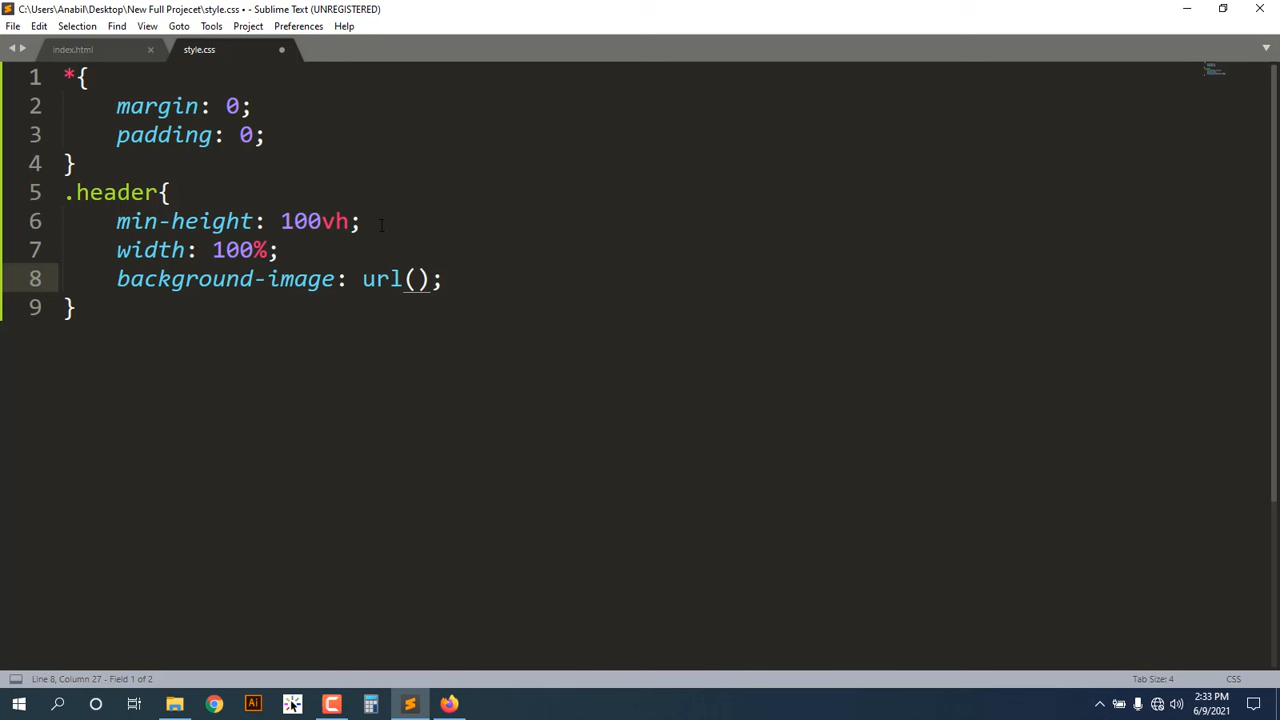 C:\Users\Anabil\Desktop\New Full Projecet\style.css • - Sublime Text (UNREGISTERED)
File Edit Selection Find View Goto Tools Project Preferences Help
index.html style.css
1 *{
2 margin: 0;
3 padding: 0;
4 }
5 .header{
6 min-height: 100vh;
7 width: 100%;
8 background-image: url();
9 }
Line 8, Column 27 - Field 1 of 2 Tab Size: 4 CSS
Ai 2:33 PM
6/9/2021